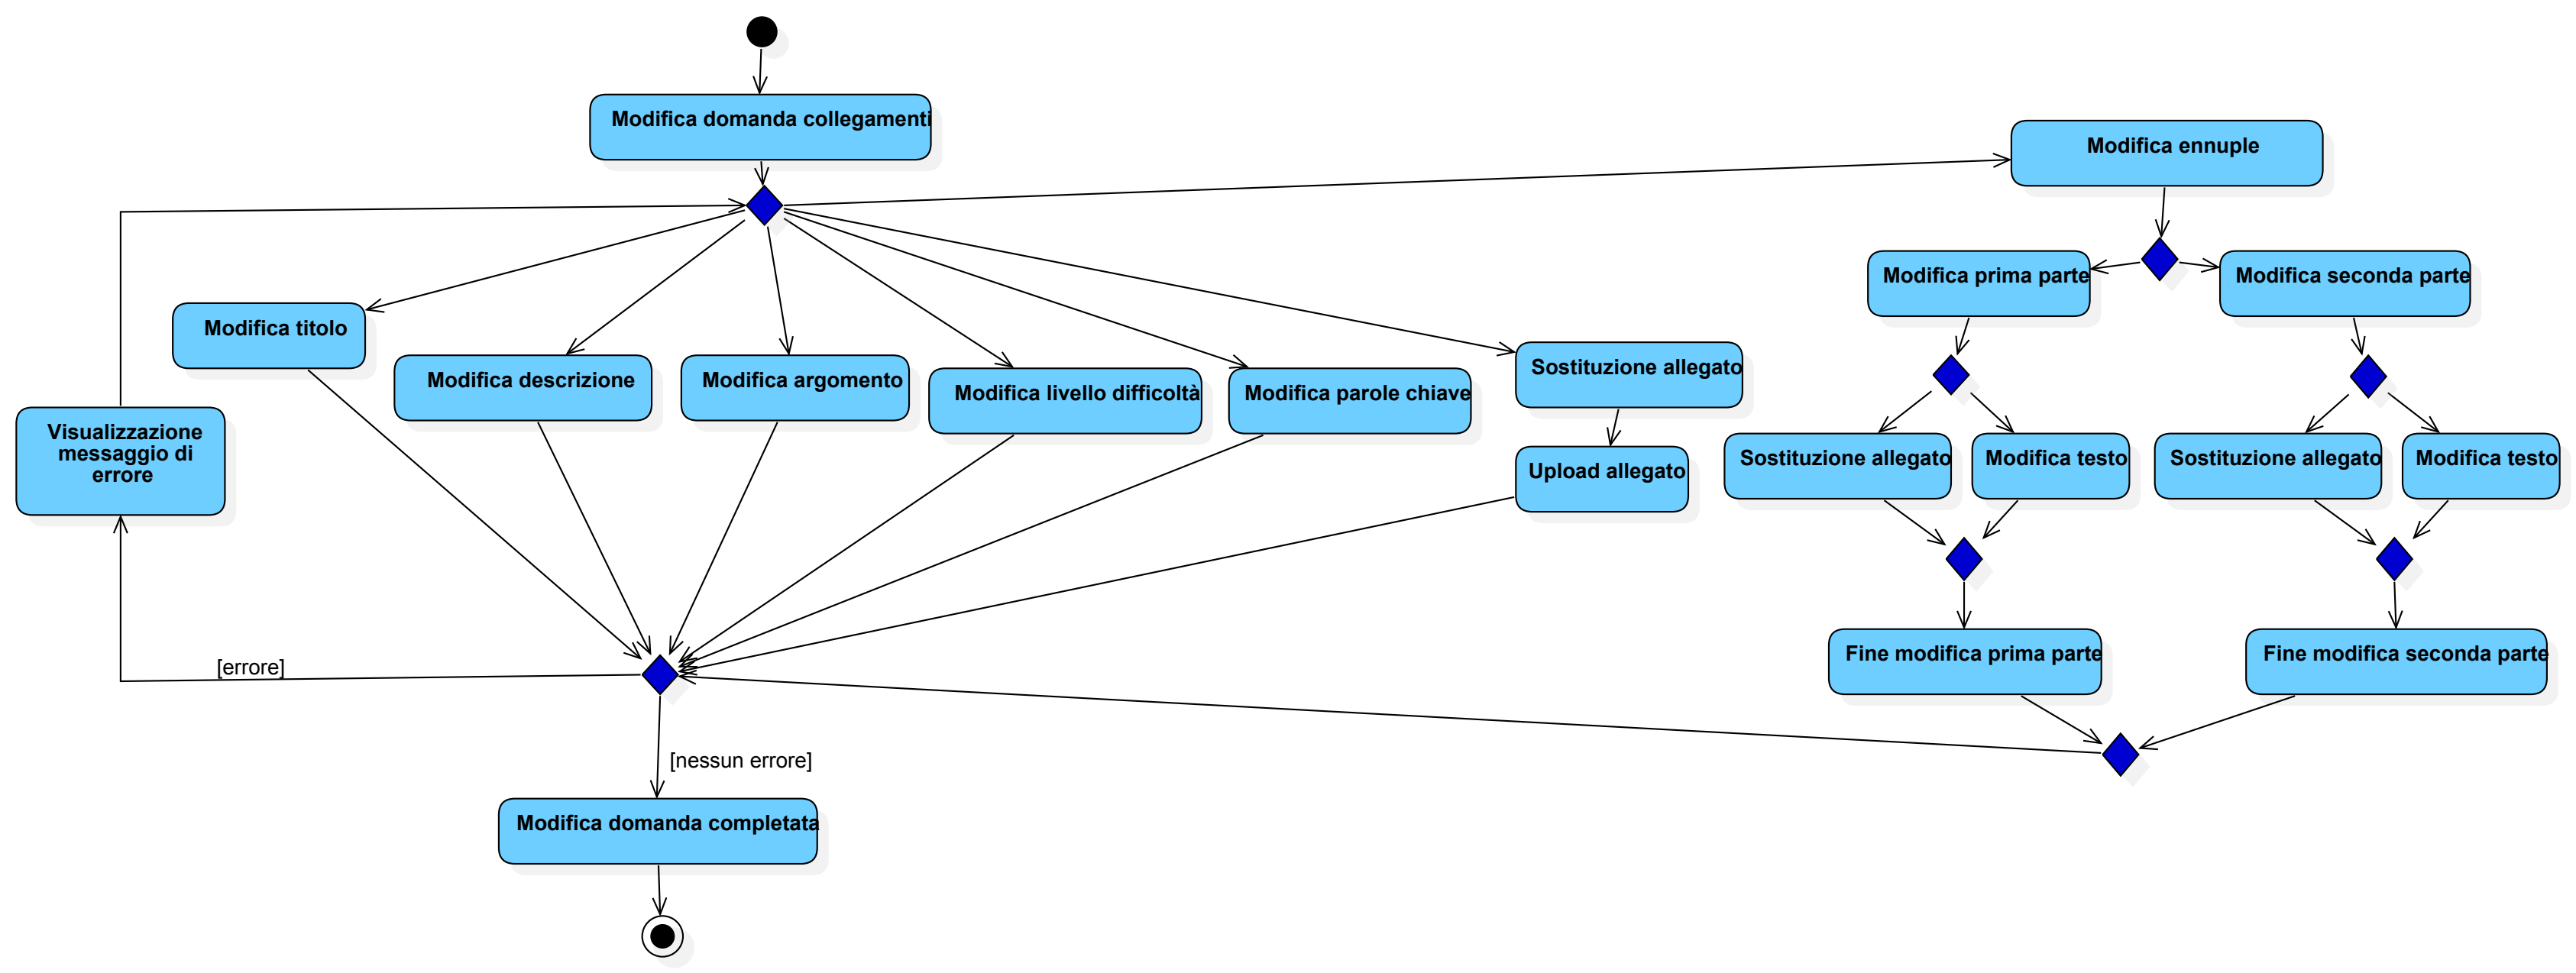 Modifica domanda collegamenti
Modifica ennuple
Modifica prima parte
Modifica seconda parte
Modifica titolo
Modifica descrizione
Modifica argomento
Modifica livello difficoltà
Modifica parole chiave
Sostituzione allegato
Visualizzazione
messaggio di
errore
Upload allegato
Sostituzione allegato
Modifica testo
Sostituzione allegato
Modifica testo
[errore]
Fine modifica prima parte
Fine modifica seconda parte
[nessun errore]
Modifica domanda completata